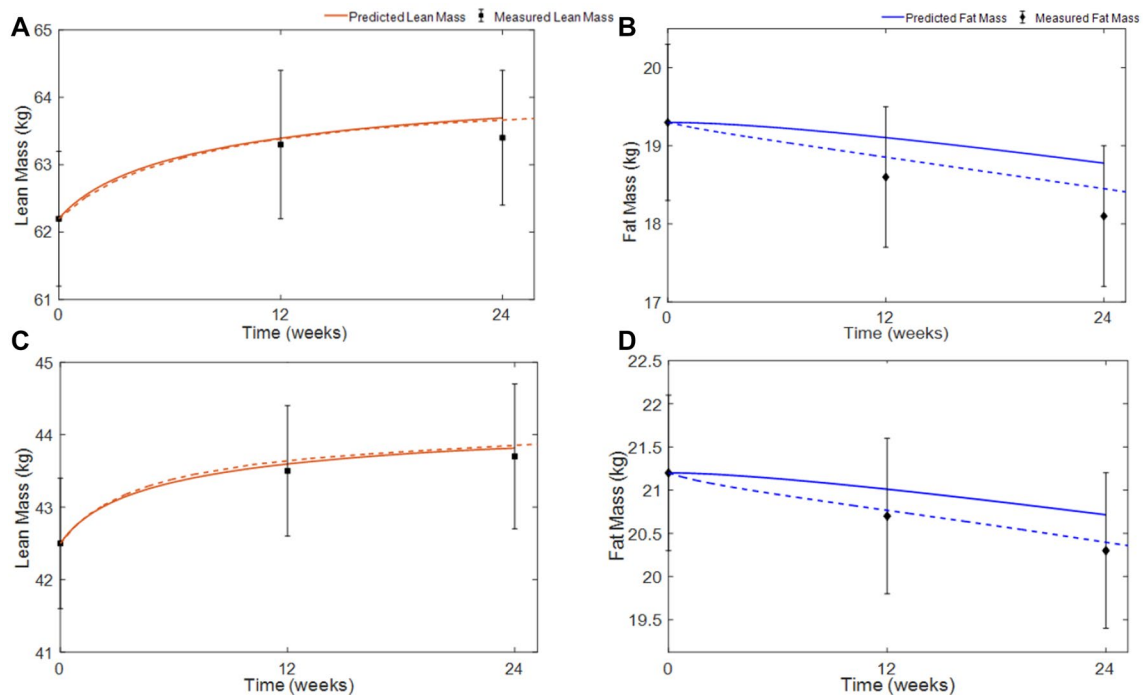 A
Predicted Lean Mass
Measured Lean Mass
65
64
63
62
61
Lean Mass (kg)
0
12
24
Time (weeks)
B
Predicted Fat Mass
Measured Fat Mass
20
19
18
17
Fat Mass (kg)
0
12
24
Time (weeks)
C
45
44
43
42
41
Lean Mass (kg)
0
12
24
Time (weeks)
D
22.5
22
21.5
21
20.5
20
19.5
Fat Mass (kg)
0
12
24
Time (weeks)